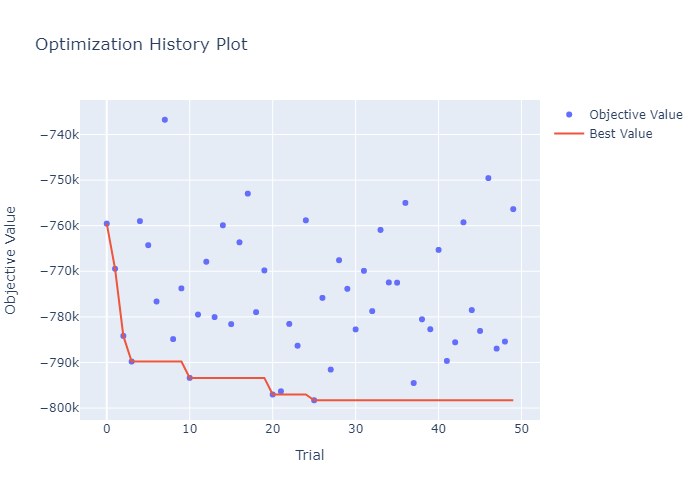 Optimization History Plot
Objective Value
Best Value
−740k
−750k
−760k
−770k
−780k
−790k
−800k
Objective Value
0
10
20
30
40
50
Trial